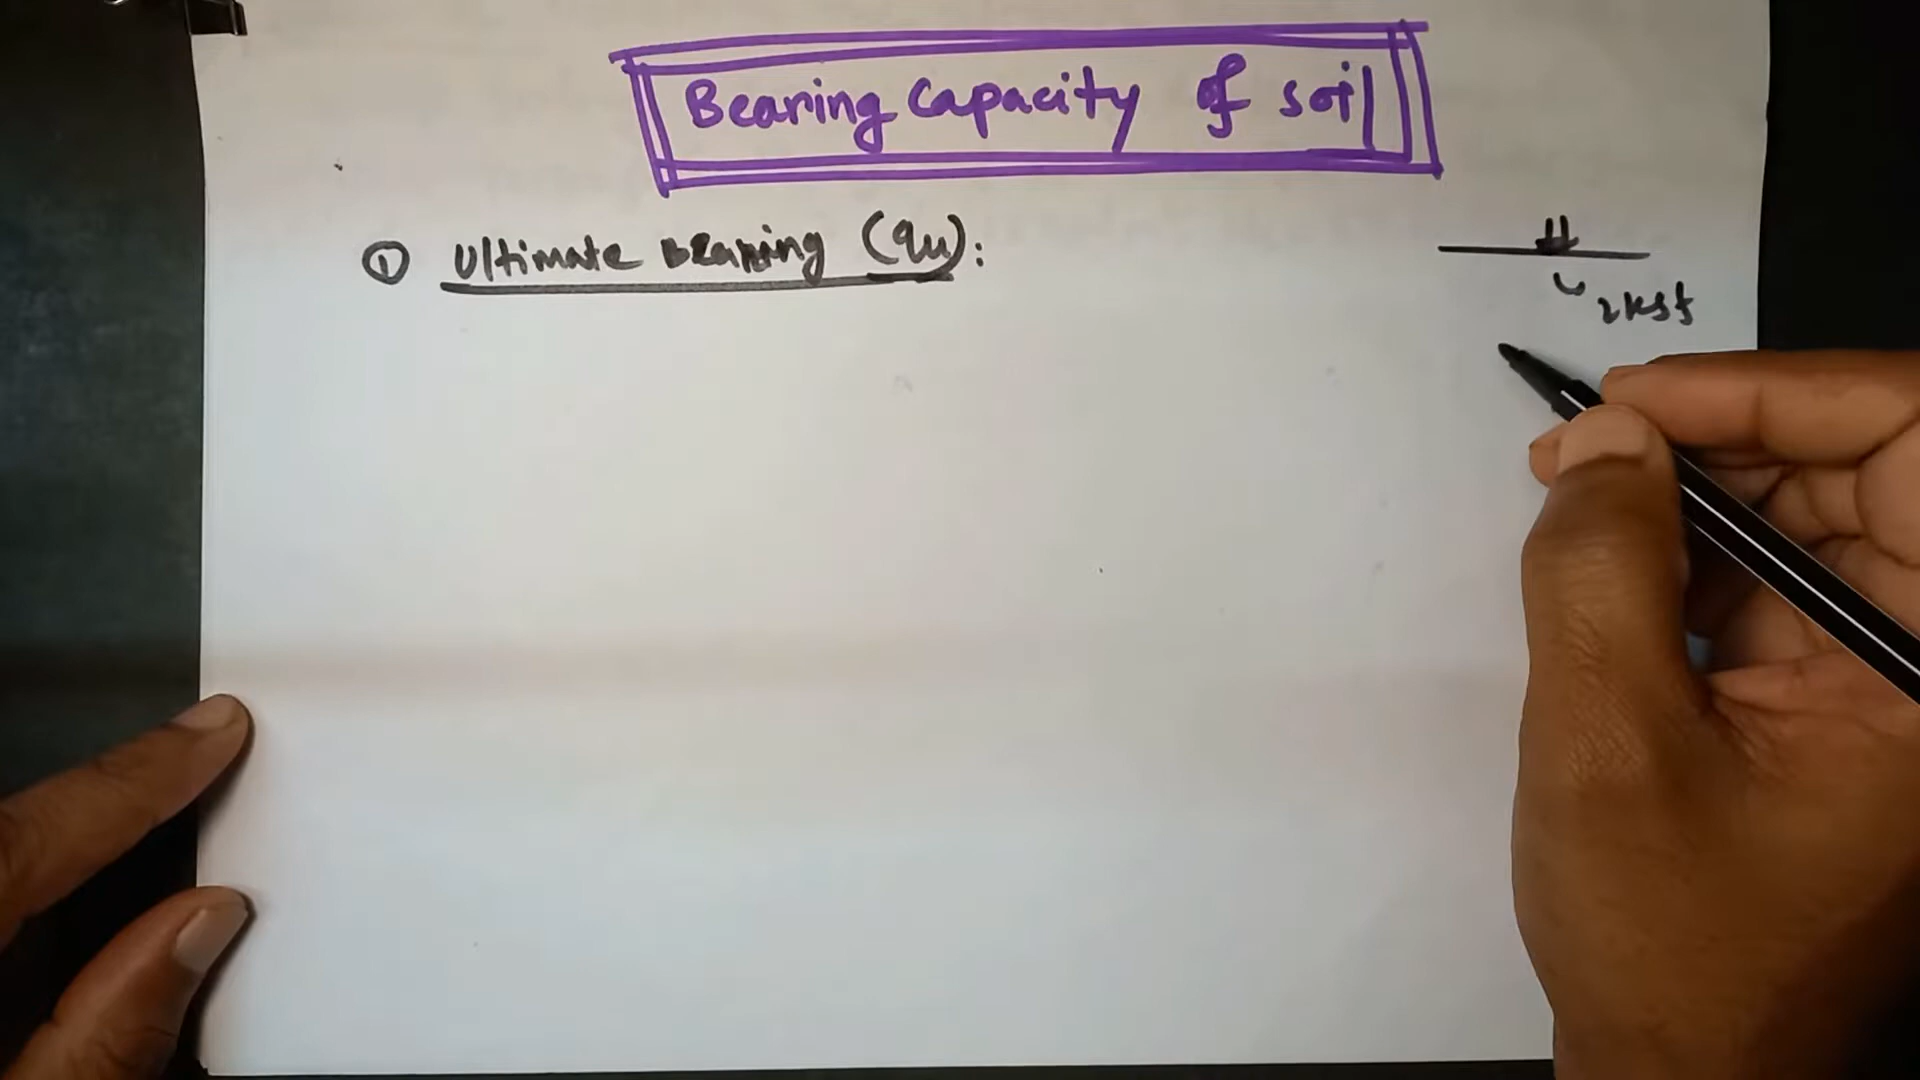 Bearing Capacity of soil
① Ultimate Bearing (qu):
2ksf